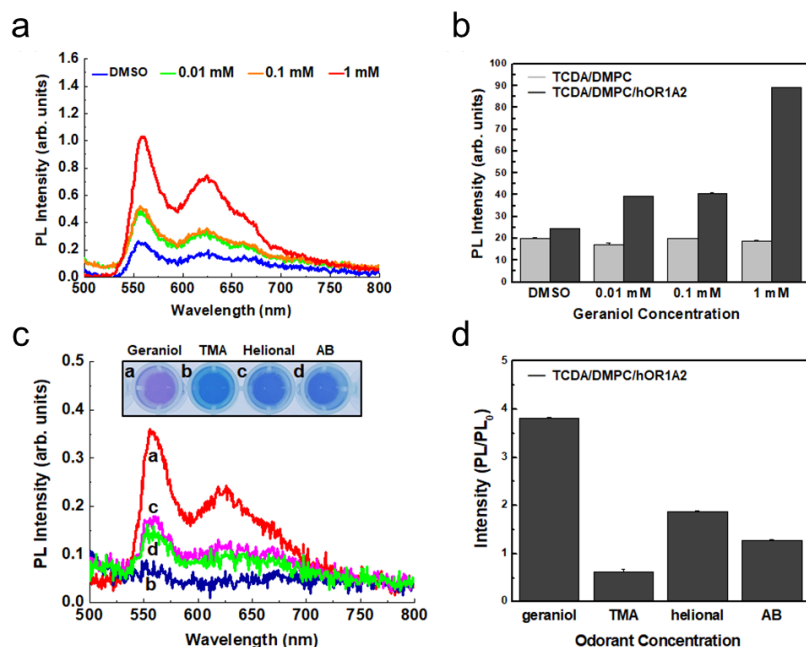 a
DMSO 0.01 mM 0.1 mM 1 mM
1.6
1.4
1.2
1.0
0.8
0.6
0.4
0.2
0.0
500 550 600 650 700 750 800
PL Intensity (arb. units)
Wavelength (nm)
b
TCDA/DMPC
TCDA/DMPC/hOR1A2
100
90
80
70
60
50
40
30
20
10
0
DMSO 0.01 mM 0.1 mM 1 mM
PL Intensity (arb. units)
Geraniol Concentration
c
Geraniol TMA Helional AB
a b c d
0.5
0.4
0.3
0.2
0.1
0.0
a
c
d
b
500 550 600 650 700 750 800
PL Intensity (arb. units)
Wavelength (nm)
d
TCDA/DMPC/hOR1A2
5
4
3
2
1
0
geraniol TMA helional AB
Intensity (PL/PL₀)
Odorant Concentration